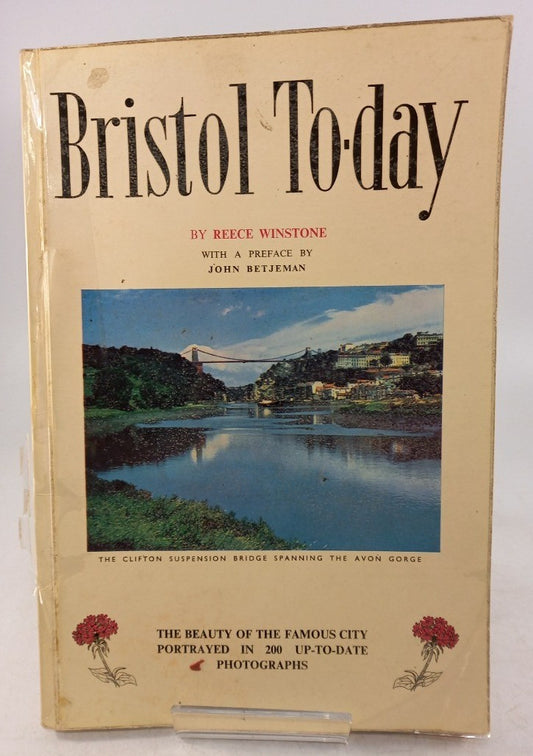 Bristol To-day
BY REECE WINSTONE
WITH A PREFACE BY
JOHN BETJEMAN
THE CLIFTON SUSPENSION BRIDGE SPANNING THE AVON GORGE
THE BEAUTY OF THE FAMOUS CITY
PORTRAYED IN 200 UP-TO-DATE
PHOTOGRAPHS